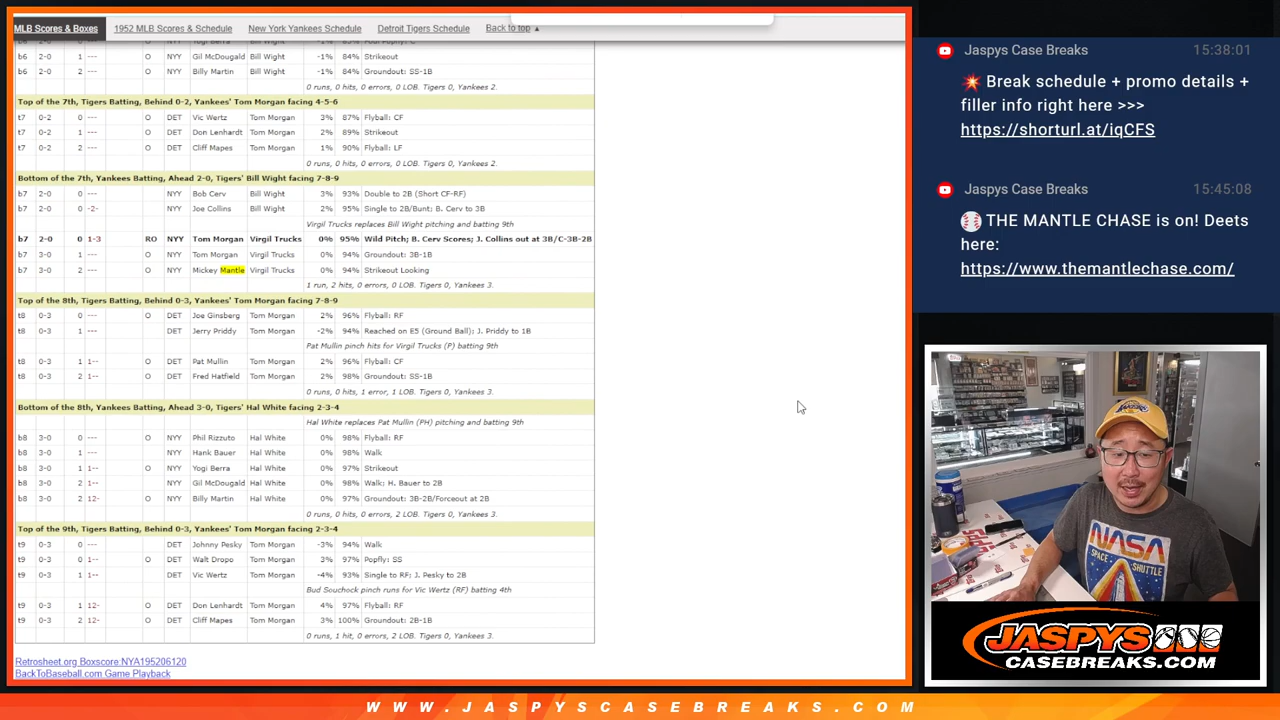 MLB Scores & Boxes 1952 MLB Scores & Schedule New York Yankees Schedule Detroit Tigers Schedule Back to top ▲
b6 2-0 1 --- O NYY Gil McDougald Bill Wight -1% 84% Strikeout
b6 2-0 2 --- O NYY Billy Martin Bill Wight -1% 84% Groundout: SS-1B
0 runs, 0 hits, 0 errors, 0 LOB. Tigers 0, Yankees 2.
Top of the 7th, Tigers Batting, Behind 0-2, Yankees' Tom Morgan facing 4-5-6
t7 0-2 0 --- O DET Vic Wertz Tom Morgan 3% 87% Flyball: CF
t7 0-2 1 --- O DET Don Lenhardt Tom Morgan 2% 89% Strikeout
t7 0-2 2 --- O DET Cliff Mapes Tom Morgan 1% 90% Flyball: LF
0 runs, 0 hits, 0 errors, 0 LOB. Tigers 0, Yankees 2.
Bottom of the 7th, Yankees Batting, Ahead 2-0, Tigers' Bill Wight facing 7-8-9
b7 2-0 0 --- NYY Bob Cerv Bill Wight 3% 93% Double to 2B (Short CF-RF)
b7 2-0 0 -2- NYY Joe Collins Bill Wight 2% 95% Single to 2B/Bunt; B. Cerv to 3B
Virgil Trucks replaces Bill Wight pitching and batting 9th
b7 2-0 0 1-3 RO NYY Tom Morgan Virgil Trucks 0% 95% Wild Pitch; B. Cerv Scores; J. Collins out at 3B/C-3B-2B
b7 3-0 1 --- O NYY Tom Morgan Virgil Trucks 0% 94% Groundout: 3B-1B
b7 3-0 2 --- O NYY Mickey Mantle Virgil Trucks 0% 94% Strikeout Looking
1 run, 2 hits, 0 errors, 0 LOB. Tigers 0, Yankees 3.
Top of the 8th, Tigers Batting, Behind 0-3, Yankees' Tom Morgan facing 7-8-9
t8 0-3 0 --- O DET Joe Ginsberg Tom Morgan 2% 96% Flyball: RF
t8 0-3 1 --- DET Jerry Priddy Tom Morgan -2% 94% Reached on E5 (Ground Ball); J. Priddy to 1B
Pat Mullin pinch hits for Virgil Trucks (P) batting 9th
t8 0-3 1 1-- O DET Pat Mullin Tom Morgan 2% 96% Flyball: CF
t8 0-3 2 1-- O DET Fred Hatfield Tom Morgan 2% 98% Groundout: SS-1B
0 runs, 0 hits, 1 error, 1 LOB. Tigers 0, Yankees 3.
Bottom of the 8th, Yankees Batting, Ahead 3-0, Tigers' Hal White facing 2-3-4
Hal White replaces Pat Mullin (PH) pitching and batting 9th
b8 3-0 0 --- O NYY Phil Rizzuto Hal White 0% 98% Flyball: RF
b8 3-0 1 --- NYY Hank Bauer Hal White 0% 98% Walk
b8 3-0 1 1-- O NYY Yogi Berra Hal White 0% 97% Strikeout
b8 3-0 2 1-- NYY Gil McDougald Hal White 0% 98% Walk; H. Bauer to 2B
b8 3-0 2 12- O NYY Billy Martin Hal White 0% 97% Groundout: 3B-2B/Forceout at 2B
0 runs, 0 hits, 0 errors, 2 LOB. Tigers 0, Yankees 3.
Top of the 9th, Tigers Batting, Behind 0-3, Yankees' Tom Morgan facing 2-3-4
t9 0-3 0 --- DET Johnny Pesky Tom Morgan -3% 94% Walk
t9 0-3 0 1-- O DET Walt Dropo Tom Morgan 3% 97% Popfly: SS
t9 0-3 1 1-- DET Vic Wertz Tom Morgan -4% 93% Single to RF; J. Pesky to 2B
Bud Souchock pinch runs for Vic Wertz (RF) batting 4th
t9 0-3 1 12- O DET Don Lenhardt Tom Morgan 4% 97% Flyball: RF
t9 0-3 2 12- O DET Cliff Mapes Tom Morgan 3% 100% Groundout: 2B-1B
0 runs, 1 hit, 0 errors, 2 LOB. Tigers 0, Yankees 3.
Retrosheet.org Boxscore:NYA195206120
BackToBaseball.com Game Playback
Jaspys Case Breaks 15:38:01
💥 Break schedule + promo details +
filler info right here >>>
https://shorturl.at/iqCFS
Jaspys Case Breaks 15:45:08
⚾ THE MANTLE CHASE is on! Deets
here:
https://www.themantlechase.com/
LAKERS
NASA
SPACE SHUTTLE
JASPYS
CASEBREAKS.COM
WWW.JASPYSCASEBREAKS.COM